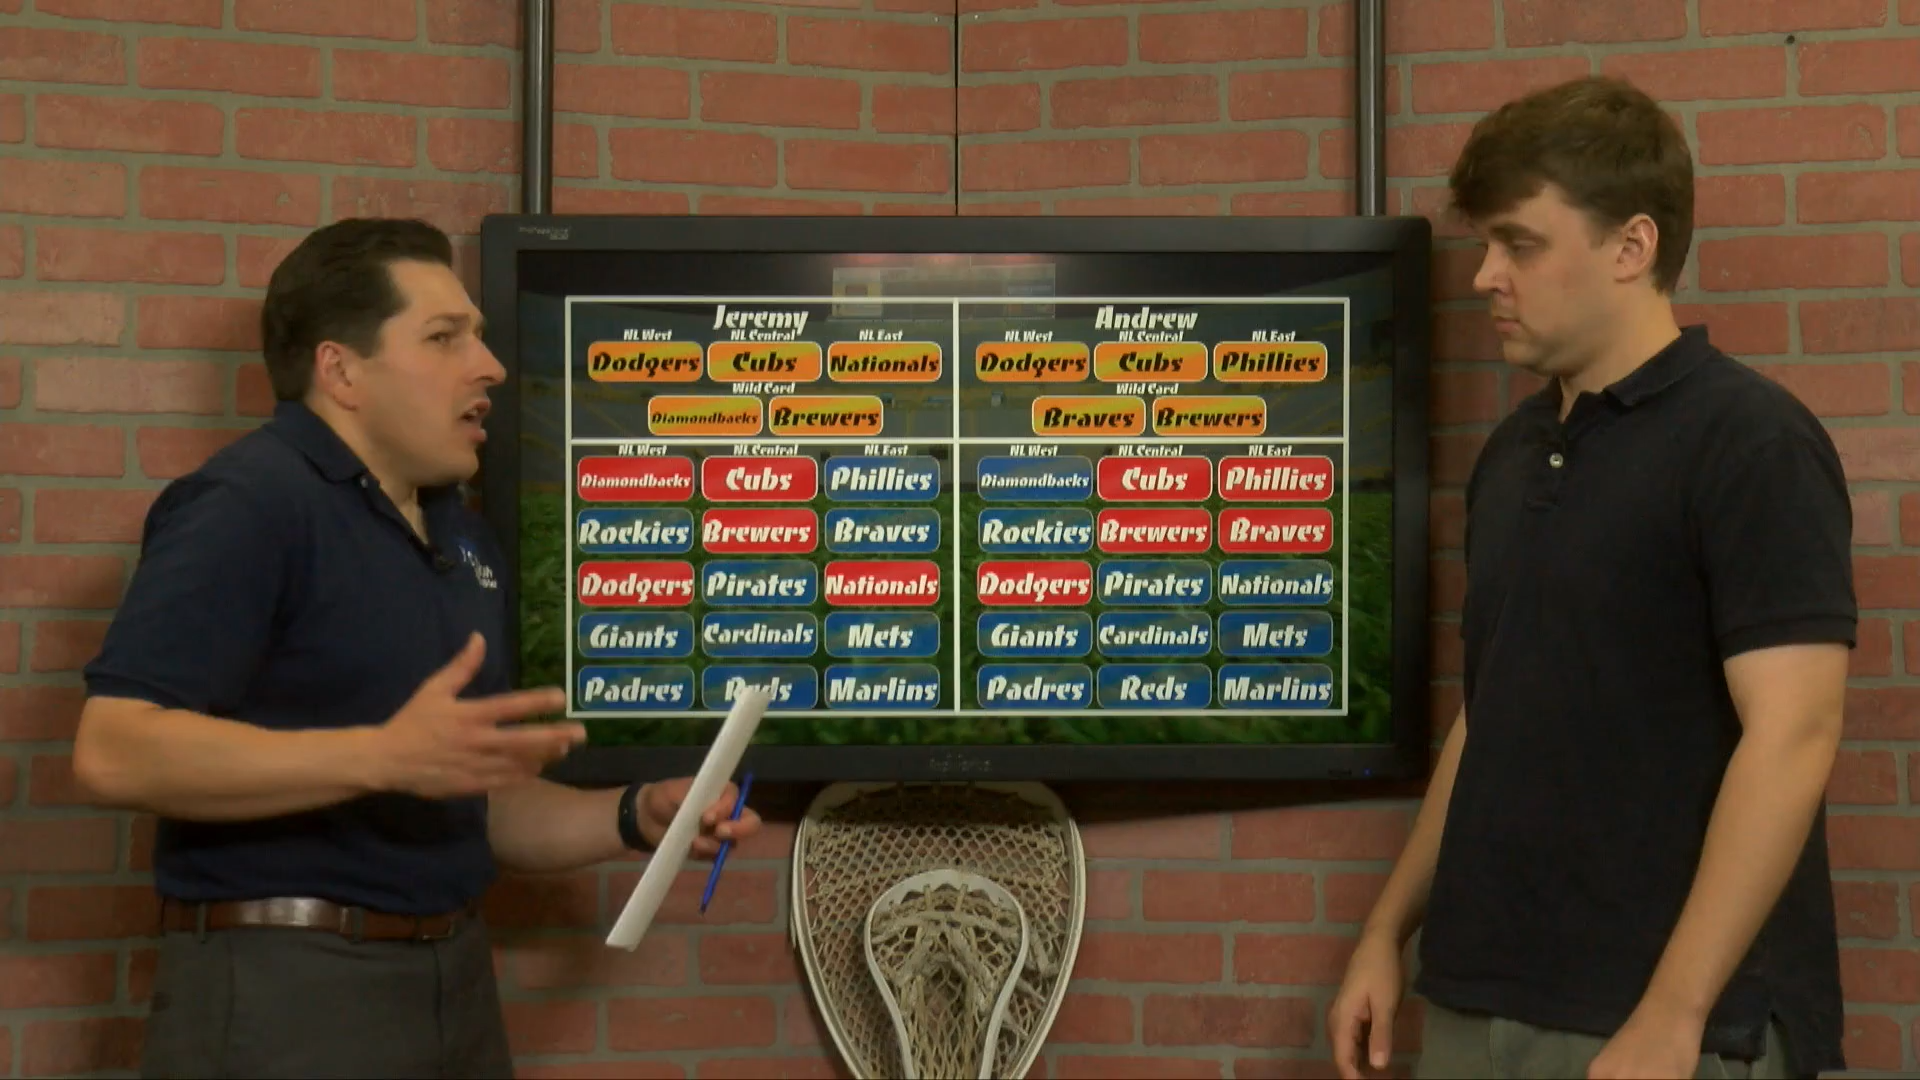 Jeremy
NL West NL Central NL East
Dodgers Cubs Nationals
Wild Card
Diamondbacks Brewers
NL West NL Central NL East
Diamondbacks Cubs Phillies
Rockies Brewers Braves
Dodgers Pirates Nationals
Giants Cardinals Mets
Padres Reds Marlins
Andrew
NL West NL Central NL East
Dodgers Cubs Phillies
Wild Card
Braves Brewers
NL West NL Central NL East
Diamondbacks Cubs Phillies
Rockies Brewers Braves
Dodgers Pirates Nationals
Giants Cardinals Mets
Padres Reds Marlins